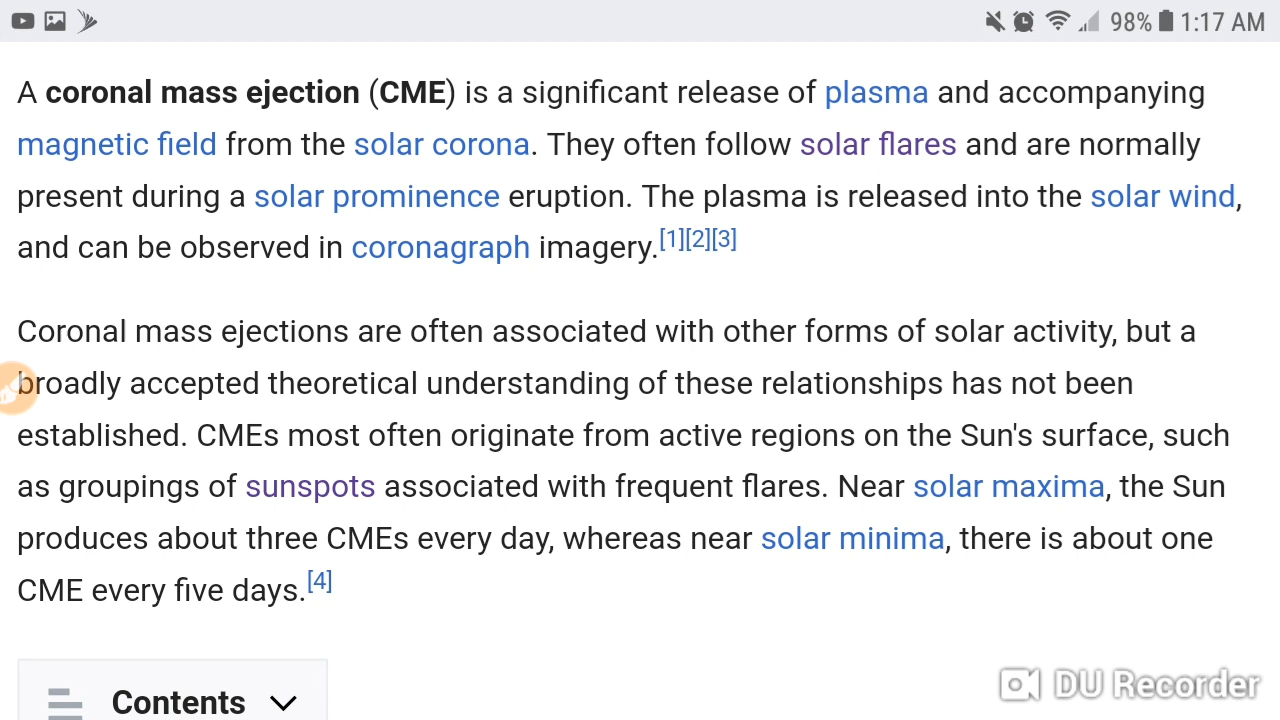 98% 1:17 AM
A coronal mass ejection (CME) is a significant release of plasma and accompanying
magnetic field from the solar corona. They often follow solar flares and are normally
present during a solar prominence eruption. The plasma is released into the solar wind,
and can be observed in coronagraph imagery.[1][2][3]
Coronal mass ejections are often associated with other forms of solar activity, but a
broadly accepted theoretical understanding of these relationships has not been
established. CMEs most often originate from active regions on the Sun's surface, such
as groupings of sunspots associated with frequent flares. Near solar maxima, the Sun
produces about three CMEs every day, whereas near solar minima, there is about one
CME every five days.[4]
Contents
DU Recorder